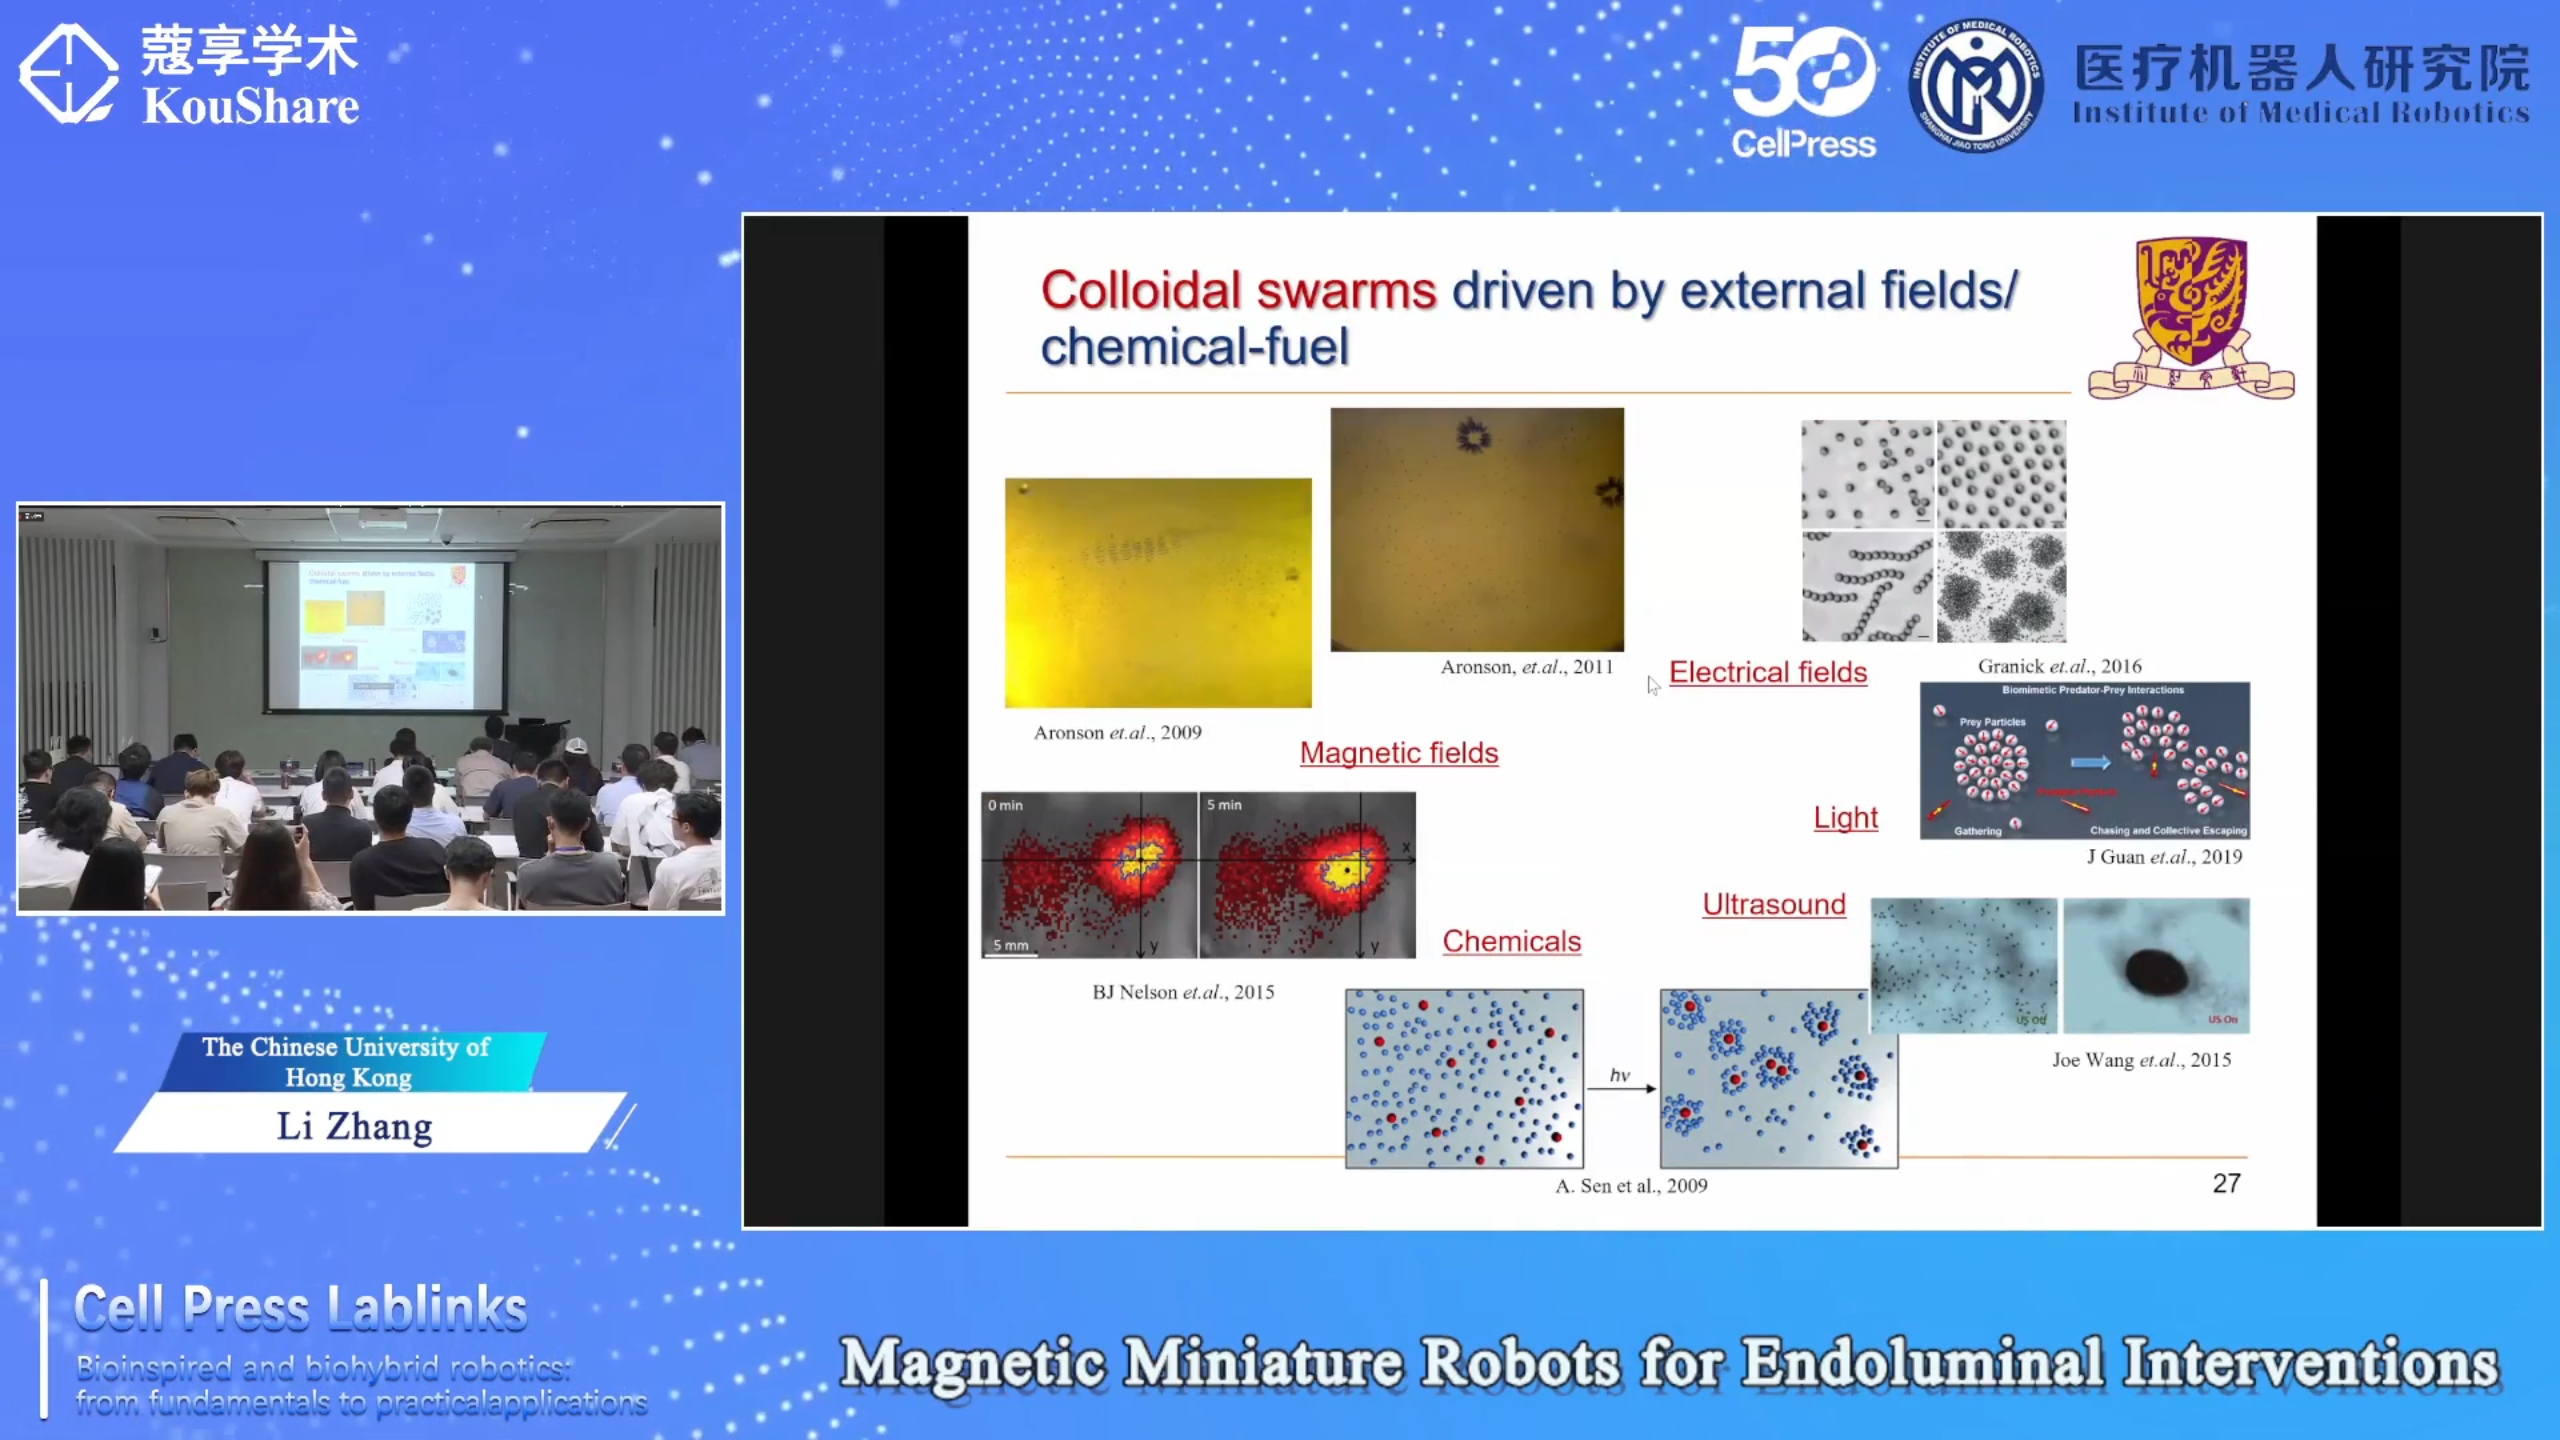 蔻享学术
KouShare
50
CellPress
INSTITUTE OF MEDICAL ROBOTICS
SHANGHAI JIAO TONG UNIVERSITY
医疗机器人研究院
Institute of Medical Robotics
Colloidal swarms driven by external fields/
chemical-fuel
Aronson et.al., 2009
Aronson, et.al., 2011
Magnetic fields
Electrical fields
Granick et.al., 2016
Biomimetic Predator-Prey Interactions
Prey Particles
Gathering
Chasing and Collective Escaping
Light
J Guan et.al., 2019
0 min
5 min
x
y
y
5 mm
BJ Nelson et.al., 2015
Ultrasound
US Off
US On
Joe Wang et.al., 2015
Chemicals
hν
A. Sen et al., 2009
27
The Chinese University of
Hong Kong
Li Zhang
Cell Press Lablinks
Bioinspired and biohybrid robotics:
from fundamentals to practicalapplications
Magnetic Miniature Robots for Endoluminal Interventions